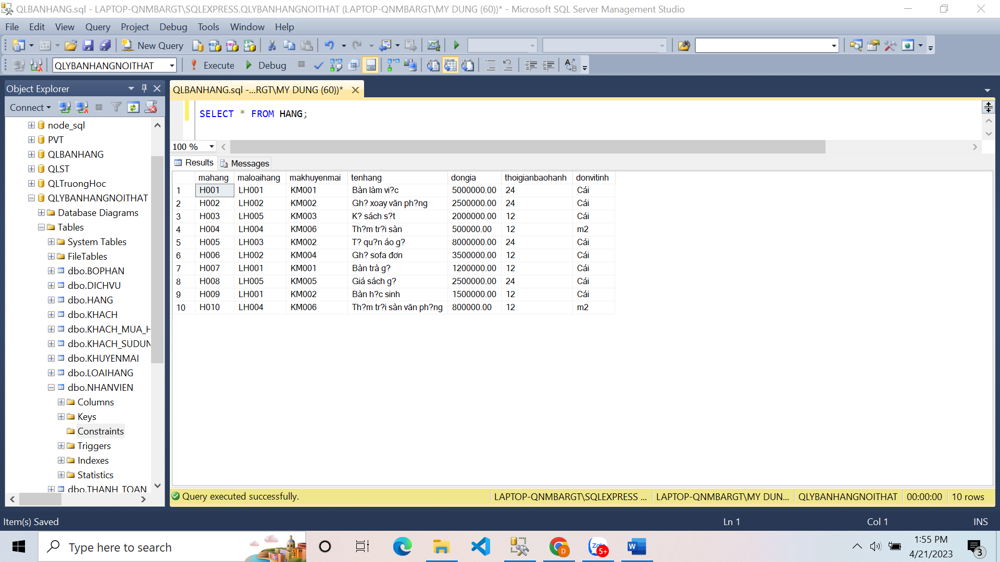 QLBANHANG.sql - LAPTOP-QNMBARGT\SQLEXPRESS.QLYBANHANGNOITHAT (LAPTOP-QNMBARGT\MY DUNG (60))* - Microsoft SQL Server Management Studio
File Edit View Query Project Debug Tools Window Help
New Query
QLYBANHANGNOITHAT Execute Debug
Object Explorer
Connect
node_sql
PVT
QLBANHANG
QLST
QLTruongHoc
QLYBANHANGNOITHAT
Database Diagrams
Tables
System Tables
FileTables
dbo.BOPHAN
dbo.DICHVU
dbo.HANG
dbo.KHACH
dbo.KHACH_MUA_H
dbo.KHACH_SUDUN
dbo.KHUYENMAI
dbo.LOAIHANG
dbo.NHANVIEN
Columns
Keys
Constraints
Triggers
Indexes
Statistics
dbo.THANH_TOAN
QLBANHANG.sql -...RGT\MY DUNG (60))*
SELECT * FROM HANG;
100 %
Results Messages
mahang maloaihang makhuyenmai tenhang dongia thoigianbaohanh donvitinh
1 H001 LH001 KM001 Bàn làm vi?c 5000000.00 24 Cái
2 H002 LH002 KM002 Gh? xoay văn ph?ng 2500000.00 24 Cái
3 H003 LH005 KM003 K? sách s?t 2000000.00 12 Cái
4 H004 LH004 KM006 Th?m tr?i sàn 500000.00 12 m2
5 H005 LH003 KM002 T? qu?n áo g? 8000000.00 24 Cái
6 H006 LH002 KM004 Gh? sofa đơn 3500000.00 12 Cái
7 H007 LH001 KM001 Bàn trà g? 1200000.00 12 Cái
8 H008 LH005 KM005 Giá sách g? 2500000.00 24 Cái
9 H009 LH001 KM002 Bàn h?c sinh 1500000.00 12 Cái
10 H010 LH004 KM006 Th?m tr?i sàn văn ph?ng 800000.00 12 m2
Query executed successfully. LAPTOP-QNMBARGT\SQLEXPRESS ... LAPTOP-QNMBARGT\MY DUN... QLYBANHANGNOITHAT 00:00:00 10 rows
Item(s) Saved Ln 1 Col 1 INS
Type here to search
Zalo 5+
D
W
1:55 PM
4/21/2023
3